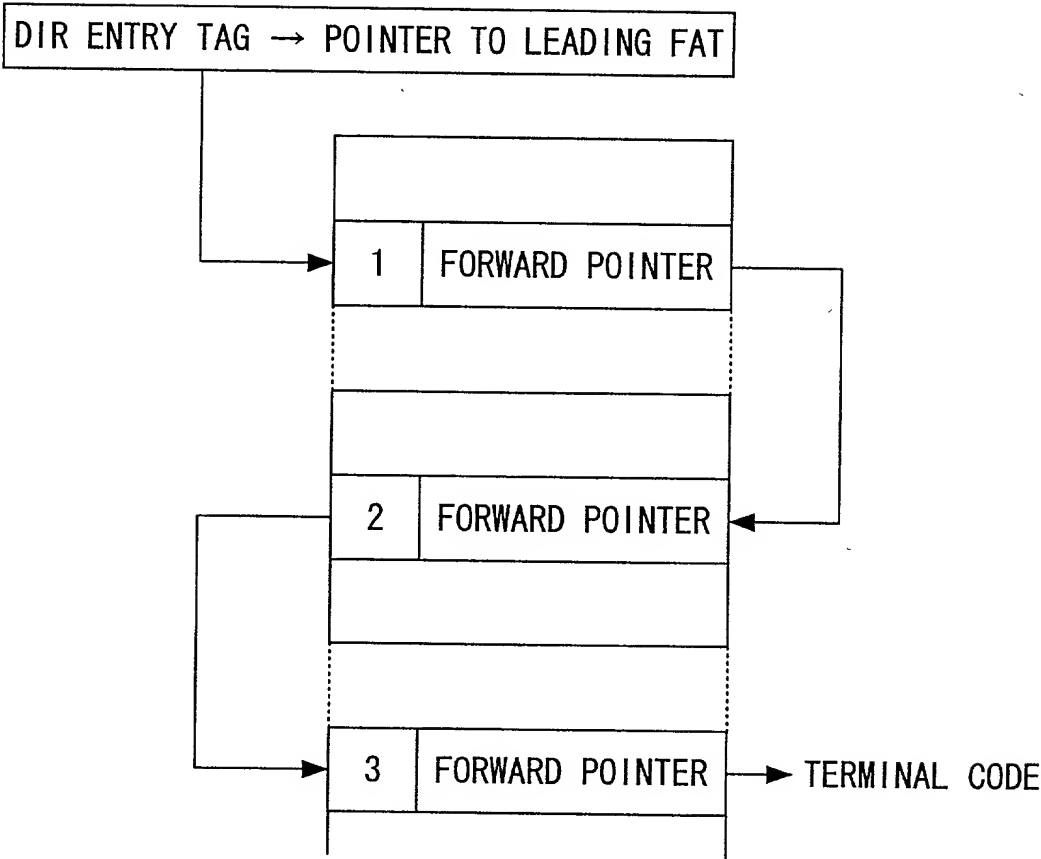 DIR ENTRY TAG → POINTER TO LEADING FAT
1 FORWARD POINTER
2 FORWARD POINTER
3 FORWARD POINTER
TERMINAL CODE